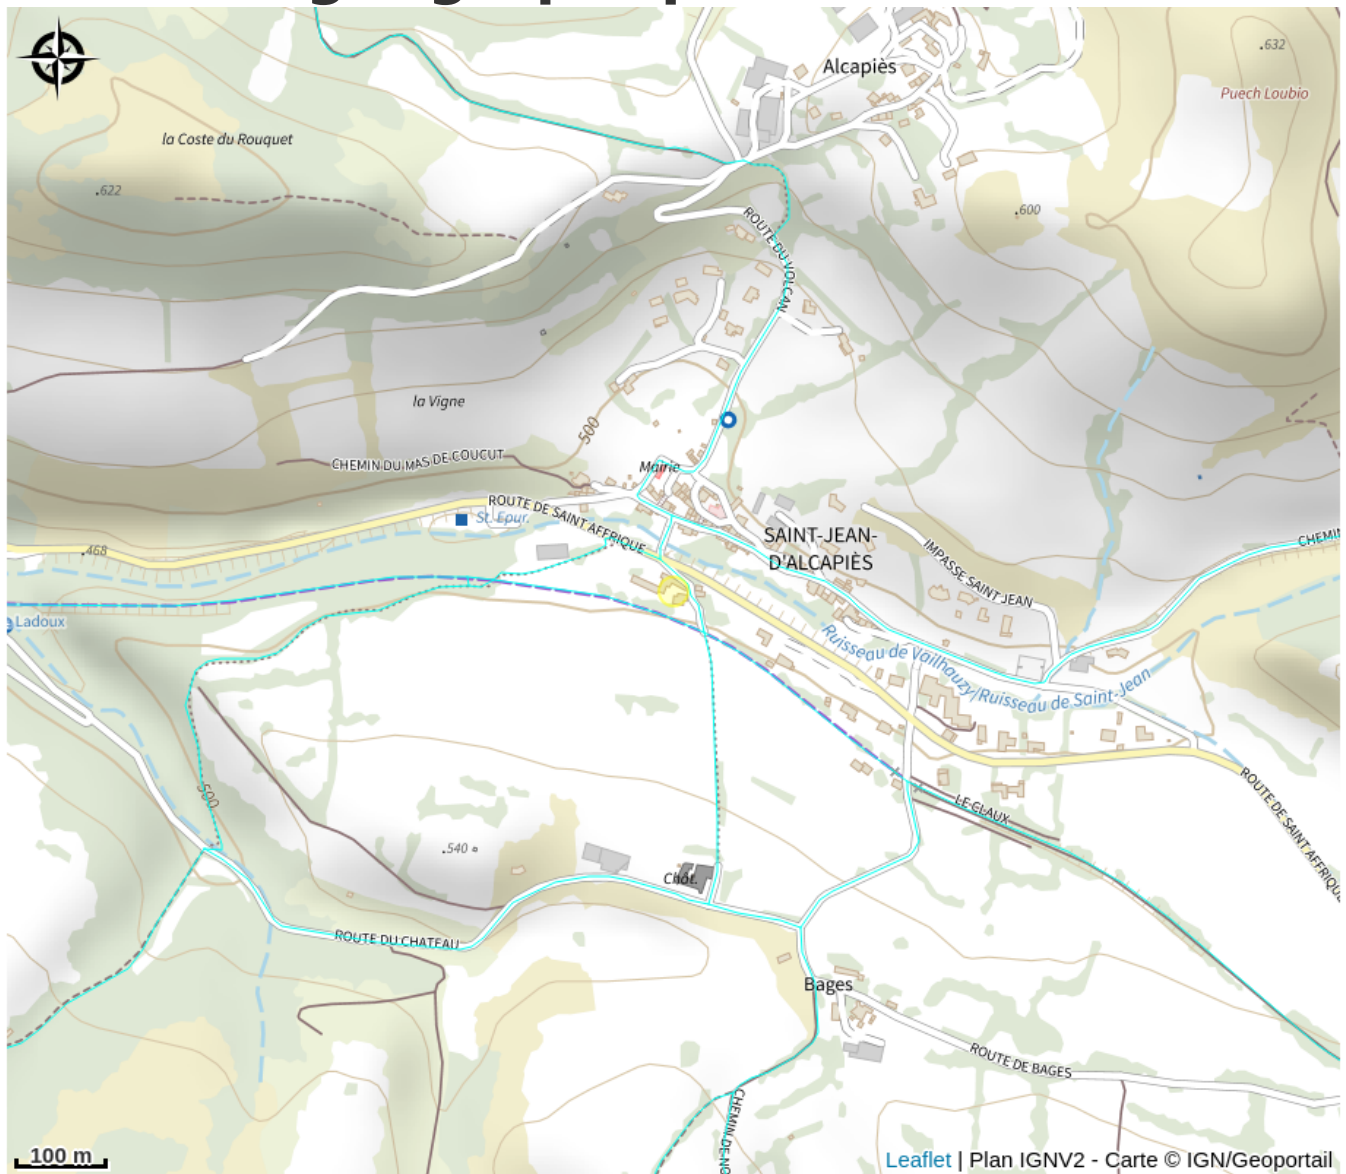 Alcapiès
.632
Puech Loubio
la Coste du Rouquet
.622
.600
ROUTE DU VOLCAN
la Vigne
500
CHEMIN DU MAS DE COUCUT
Mairie
ROUTE DE SAINT AFFRIQUE
St. Epur.
SAINT-JEAN-
D'ALCAPIÈS
CHEMIN
.468
IMPASSE SAINT JEAN
Ladoux
Ruisseau de Vailhauzy/Ruisseau de Saint-Jean
500
LE CLAUX
ROUTE DE SAINT AFFRIQUE
.540
Chât.
ROUTE DU CHATEAU
Bages
ROUTE DE BAGES
CHEMIN DE NO
100 m
Leaflet | Plan IGNV2 - Carte © IGN/Geoportail